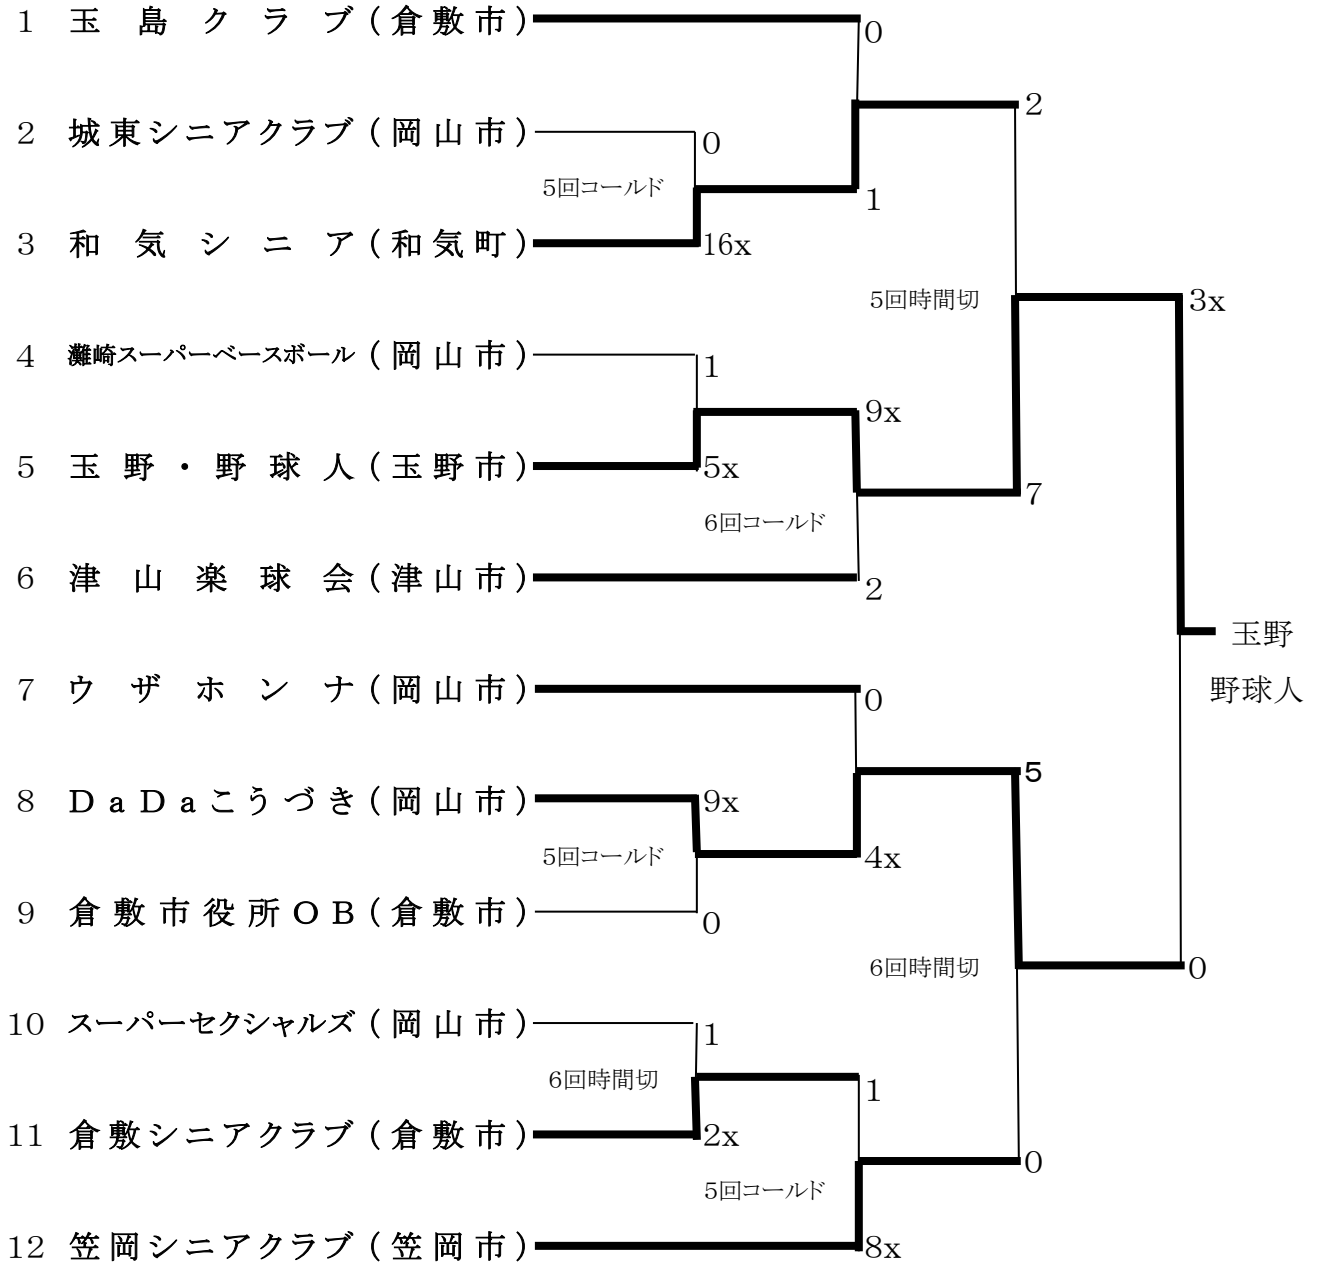 1 玉島クラブ(倉敷市) 0
2
2 城東シニアクラブ(岡山市) 0
5回コールド 1
3 和気シニア(和気町) 16x
5回時間切 3x
4 灘崎スーパーベースボール(岡山市) 1
9x
5 玉野・野球人(玉野市) 5x
7
6回コールド
6 津山楽球会(津山市) 2
玉野
野球人
7 ウザホンナ(岡山市) 0
5
8 DaDaこうづき(岡山市) 9x
5回コールド 4x
9 倉敷市役所OB(倉敷市) 0
6回時間切 0
10 スーパーセクシャルズ(岡山市) 1
6回時間切 1
11 倉敷シニアクラブ(倉敷市) 2x
0
5回コールド
12 笠岡シニアクラブ(笠岡市) 8x